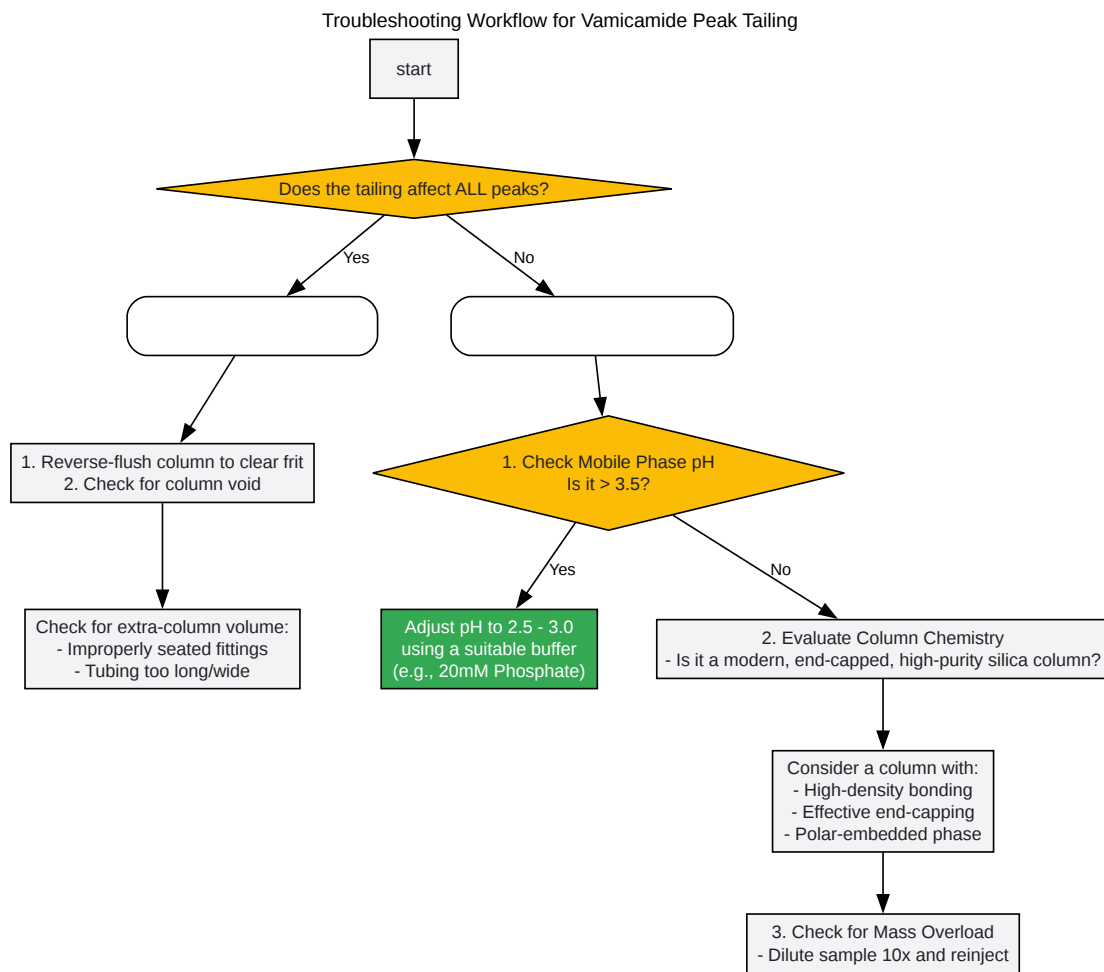 Troubleshooting Workflow for Vamicamide Peak Tailing
start
Does the tailing affect ALL peaks?
Yes
No
1. Reverse-flush column to clear frit
2. Check for column void
1. Check Mobile Phase pH
Is it > 3.5?
Yes
No
Check for extra-column volume:
- Improperly seated fittings
- Tubing too long/wide
Adjust pH to 2.5 - 3.0
using a suitable buffer
(e.g., 20mM Phosphate)
2. Evaluate Column Chemistry
- Is it a modern, end-capped, high-purity silica column?
Consider a column with:
- High-density bonding
- Effective end-capping
- Polar-embedded phase
3. Check for Mass Overload
- Dilute sample 10x and reinject